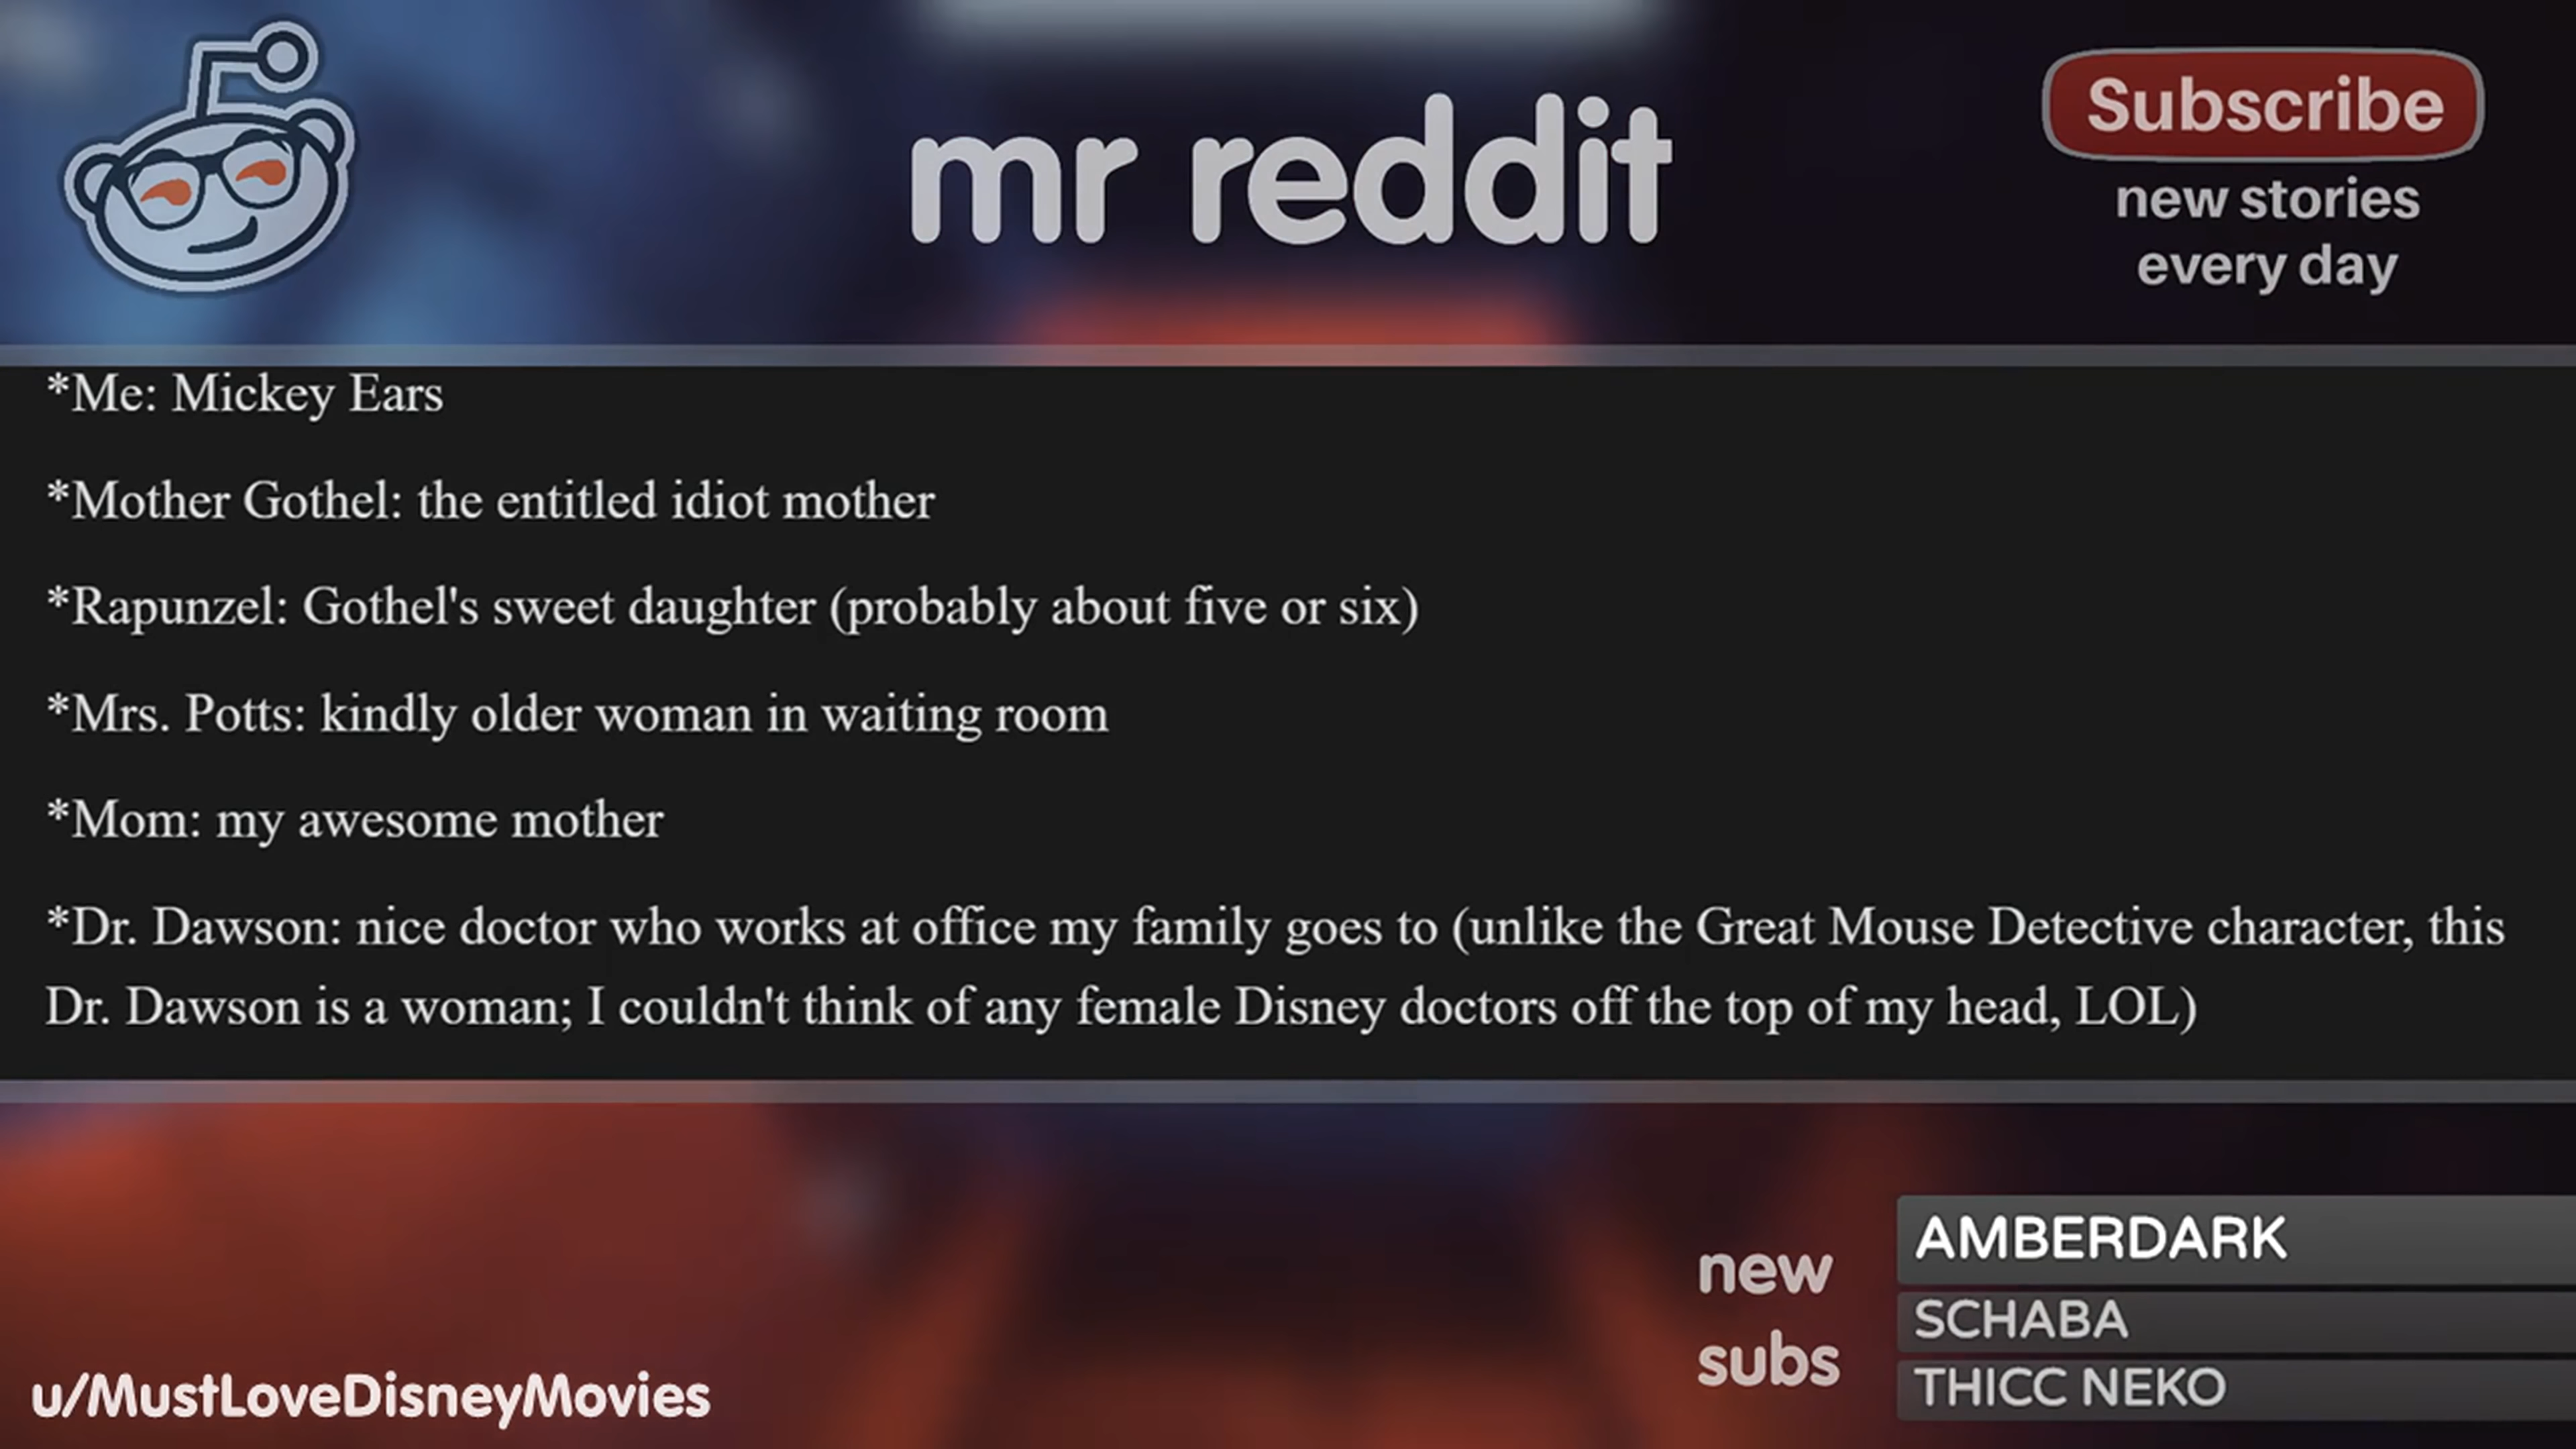 mr reddit
Subscribe
new stories
every day
*Me: Mickey Ears
*Mother Gothel: the entitled idiot mother
*Rapunzel: Gothel's sweet daughter (probably about five or six)
*Mrs. Potts: kindly older woman in waiting room
*Mom: my awesome mother
*Dr. Dawson: nice doctor who works at office my family goes to (unlike the Great Mouse Detective character, this
Dr. Dawson is a woman; I couldn't think of any female Disney doctors off the top of my head, LOL)
new
subs
AMBERDARK
SCHABA
THICC NEKO
u/MustLoveDisneyMovies